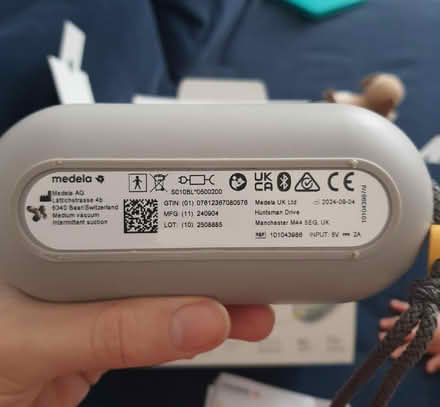 medela
Medela AG
Lättichstrasse 4b
6340 Baar/Switzerland
Medium vacuum
Intermittent suction
S010BL*0500200
GTIN: (01) 07612367080576
MFG: (11) 240904
LOT: (10) 2508885
UK
CA
CE
Medela UK Ltd
Huntsman Drive
Manchester M44 5EG, UK
2024-09-04
REF 101043986 INPUT: 5V ⎓ 2A